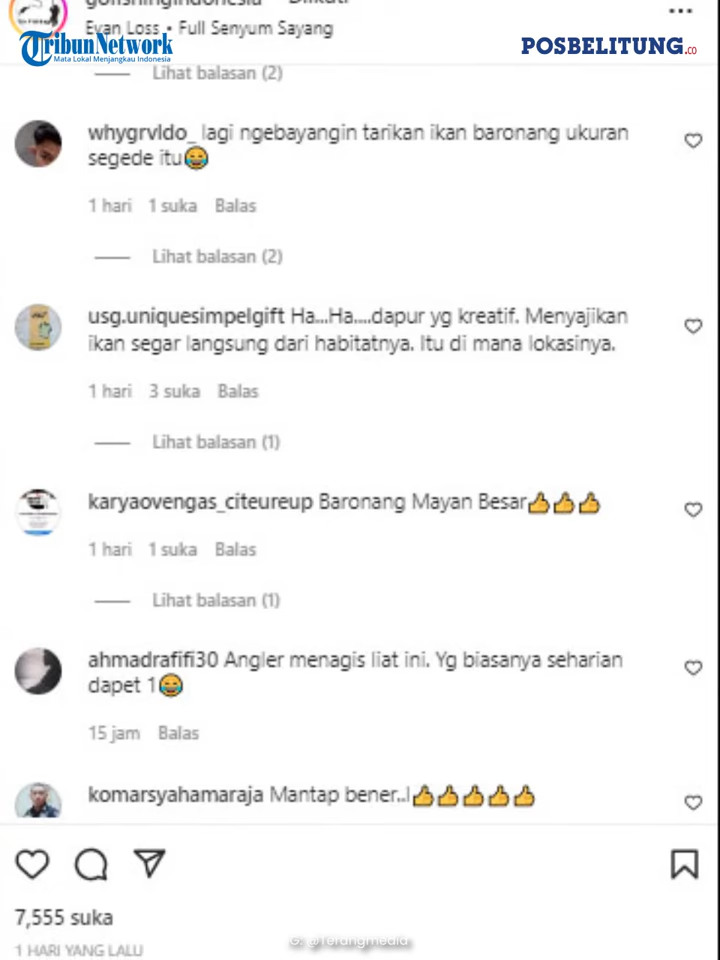 gofishingindonesia • Diikuti
Evan Loss • Full Senyum Sayang
TribunNetwork
Mata Lokal Menjangkau Indonesia
POSBELITUNG.CO
Lihat balasan (2)
whygrvldo_ lagi ngebayangin tarikan ikan baronang ukuran
segede itu😂
1 hari 1 suka Balas
Lihat balasan (2)
usg.uniquesimpelgift Ha...Ha....dapur yg kreatif. Menyajikan
ikan segar langsung dari habitatnya. Itu di mana lokasinya.
1 hari 3 suka Balas
Lihat balasan (1)
karyaovengas_citeureup Baronang Mayan Besar👍👍👍
1 hari 1 suka Balas
Lihat balasan (1)
ahmadrafifi30 Angler menagis liat ini. Yg biasanya seharian
dapet 1😂
15 jam Balas
komarsyahamaraja Mantap bener..!👍👍👍👍👍
7,555 suka
1 HARI YANG LALU
IG: @Terangmedia